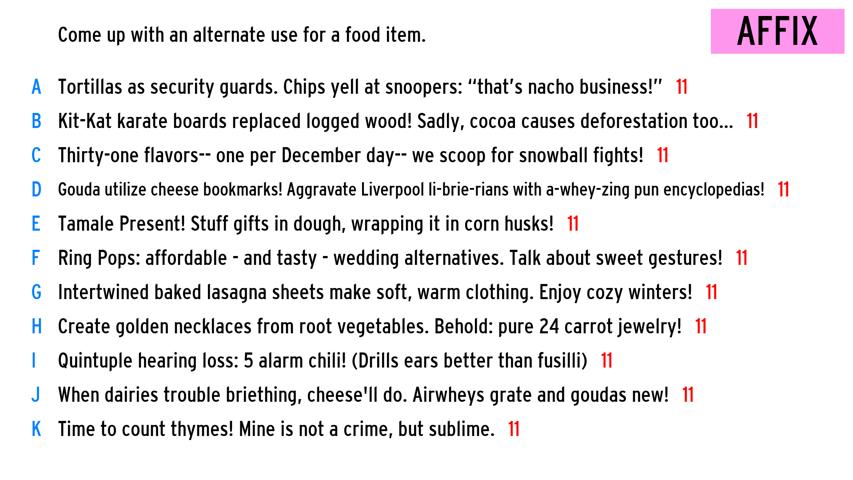 Come up with an alternate use for a food item.
AFFIX
A Tortillas as security guards. Chips yell at snoopers: “that’s nacho business!” 11
B Kit-Kat karate boards replaced logged wood! Sadly, cocoa causes deforestation too... 11
C Thirty-one flavors-- one per December day-- we scoop for snowball fights! 11
D Gouda utilize cheese bookmarks! Aggravate Liverpool li-brie-rians with a-whey-zing pun encyclopedias! 11
E Tamale Present! Stuff gifts in dough, wrapping it in corn husks! 11
F Ring Pops: affordable - and tasty - wedding alternatives. Talk about sweet gestures! 11
G Intertwined baked lasagna sheets make soft, warm clothing. Enjoy cozy winters! 11
H Create golden necklaces from root vegetables. Behold: pure 24 carrot jewelry! 11
I Quintuple hearing loss: 5 alarm chili! (Drills ears better than fusilli) 11
J When dairies trouble briething, cheese'll do. Airwheys grate and goudas new! 11
K Time to count thymes! Mine is not a crime, but sublime. 11